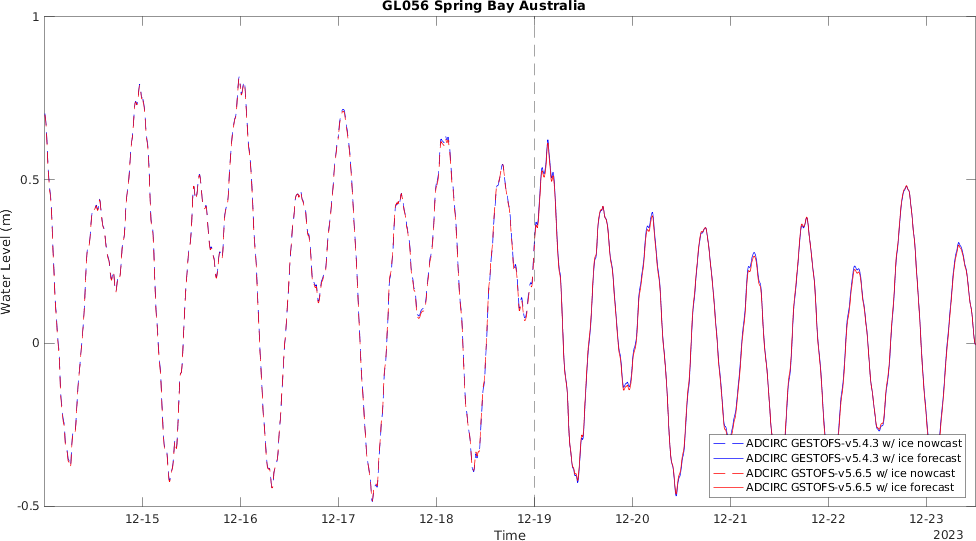 GL056 Spring Bay Australia
1
0.5
0
-0.5
Water Level (m)
12-15 12-16 12-17 12-18 12-19 12-20 12-21 12-22 12-23
Time
2023
ADCIRC GESTOFS-v5.4.3 w/ ice nowcast
ADCIRC GESTOFS-v5.4.3 w/ ice forecast
ADCIRC GSTOFS-v5.6.5 w/ ice nowcast
ADCIRC GSTOFS-v5.6.5 w/ ice forecast